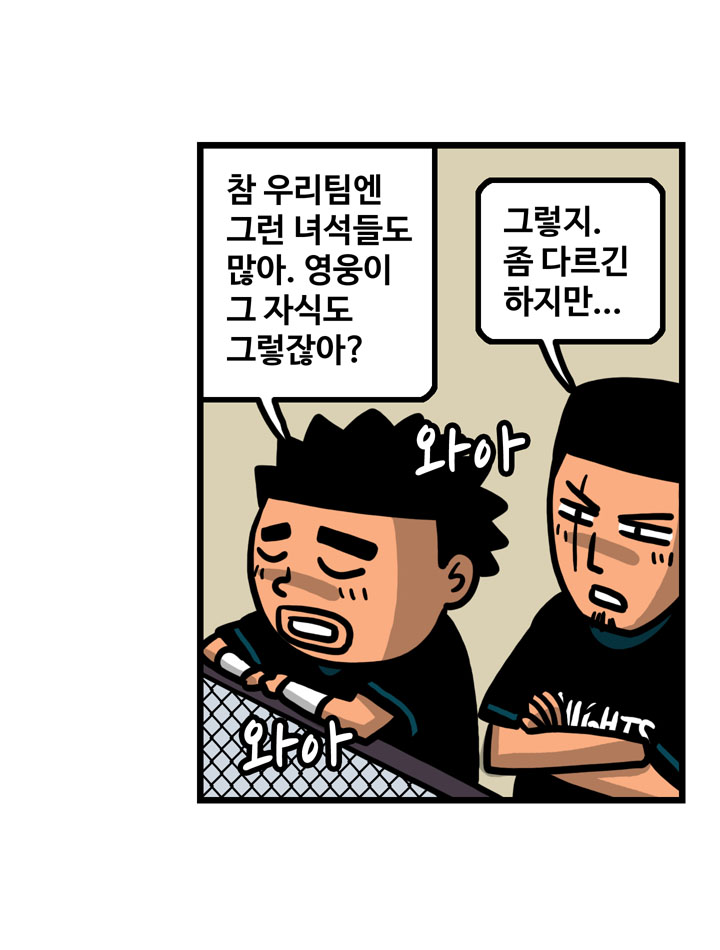 참 우리팀엔
그런 녀석들도
많아. 영웅이
그 자식도
그렇잖아?
그렇지.
좀 다르긴
하지만...
와아
와아
NIGHTS